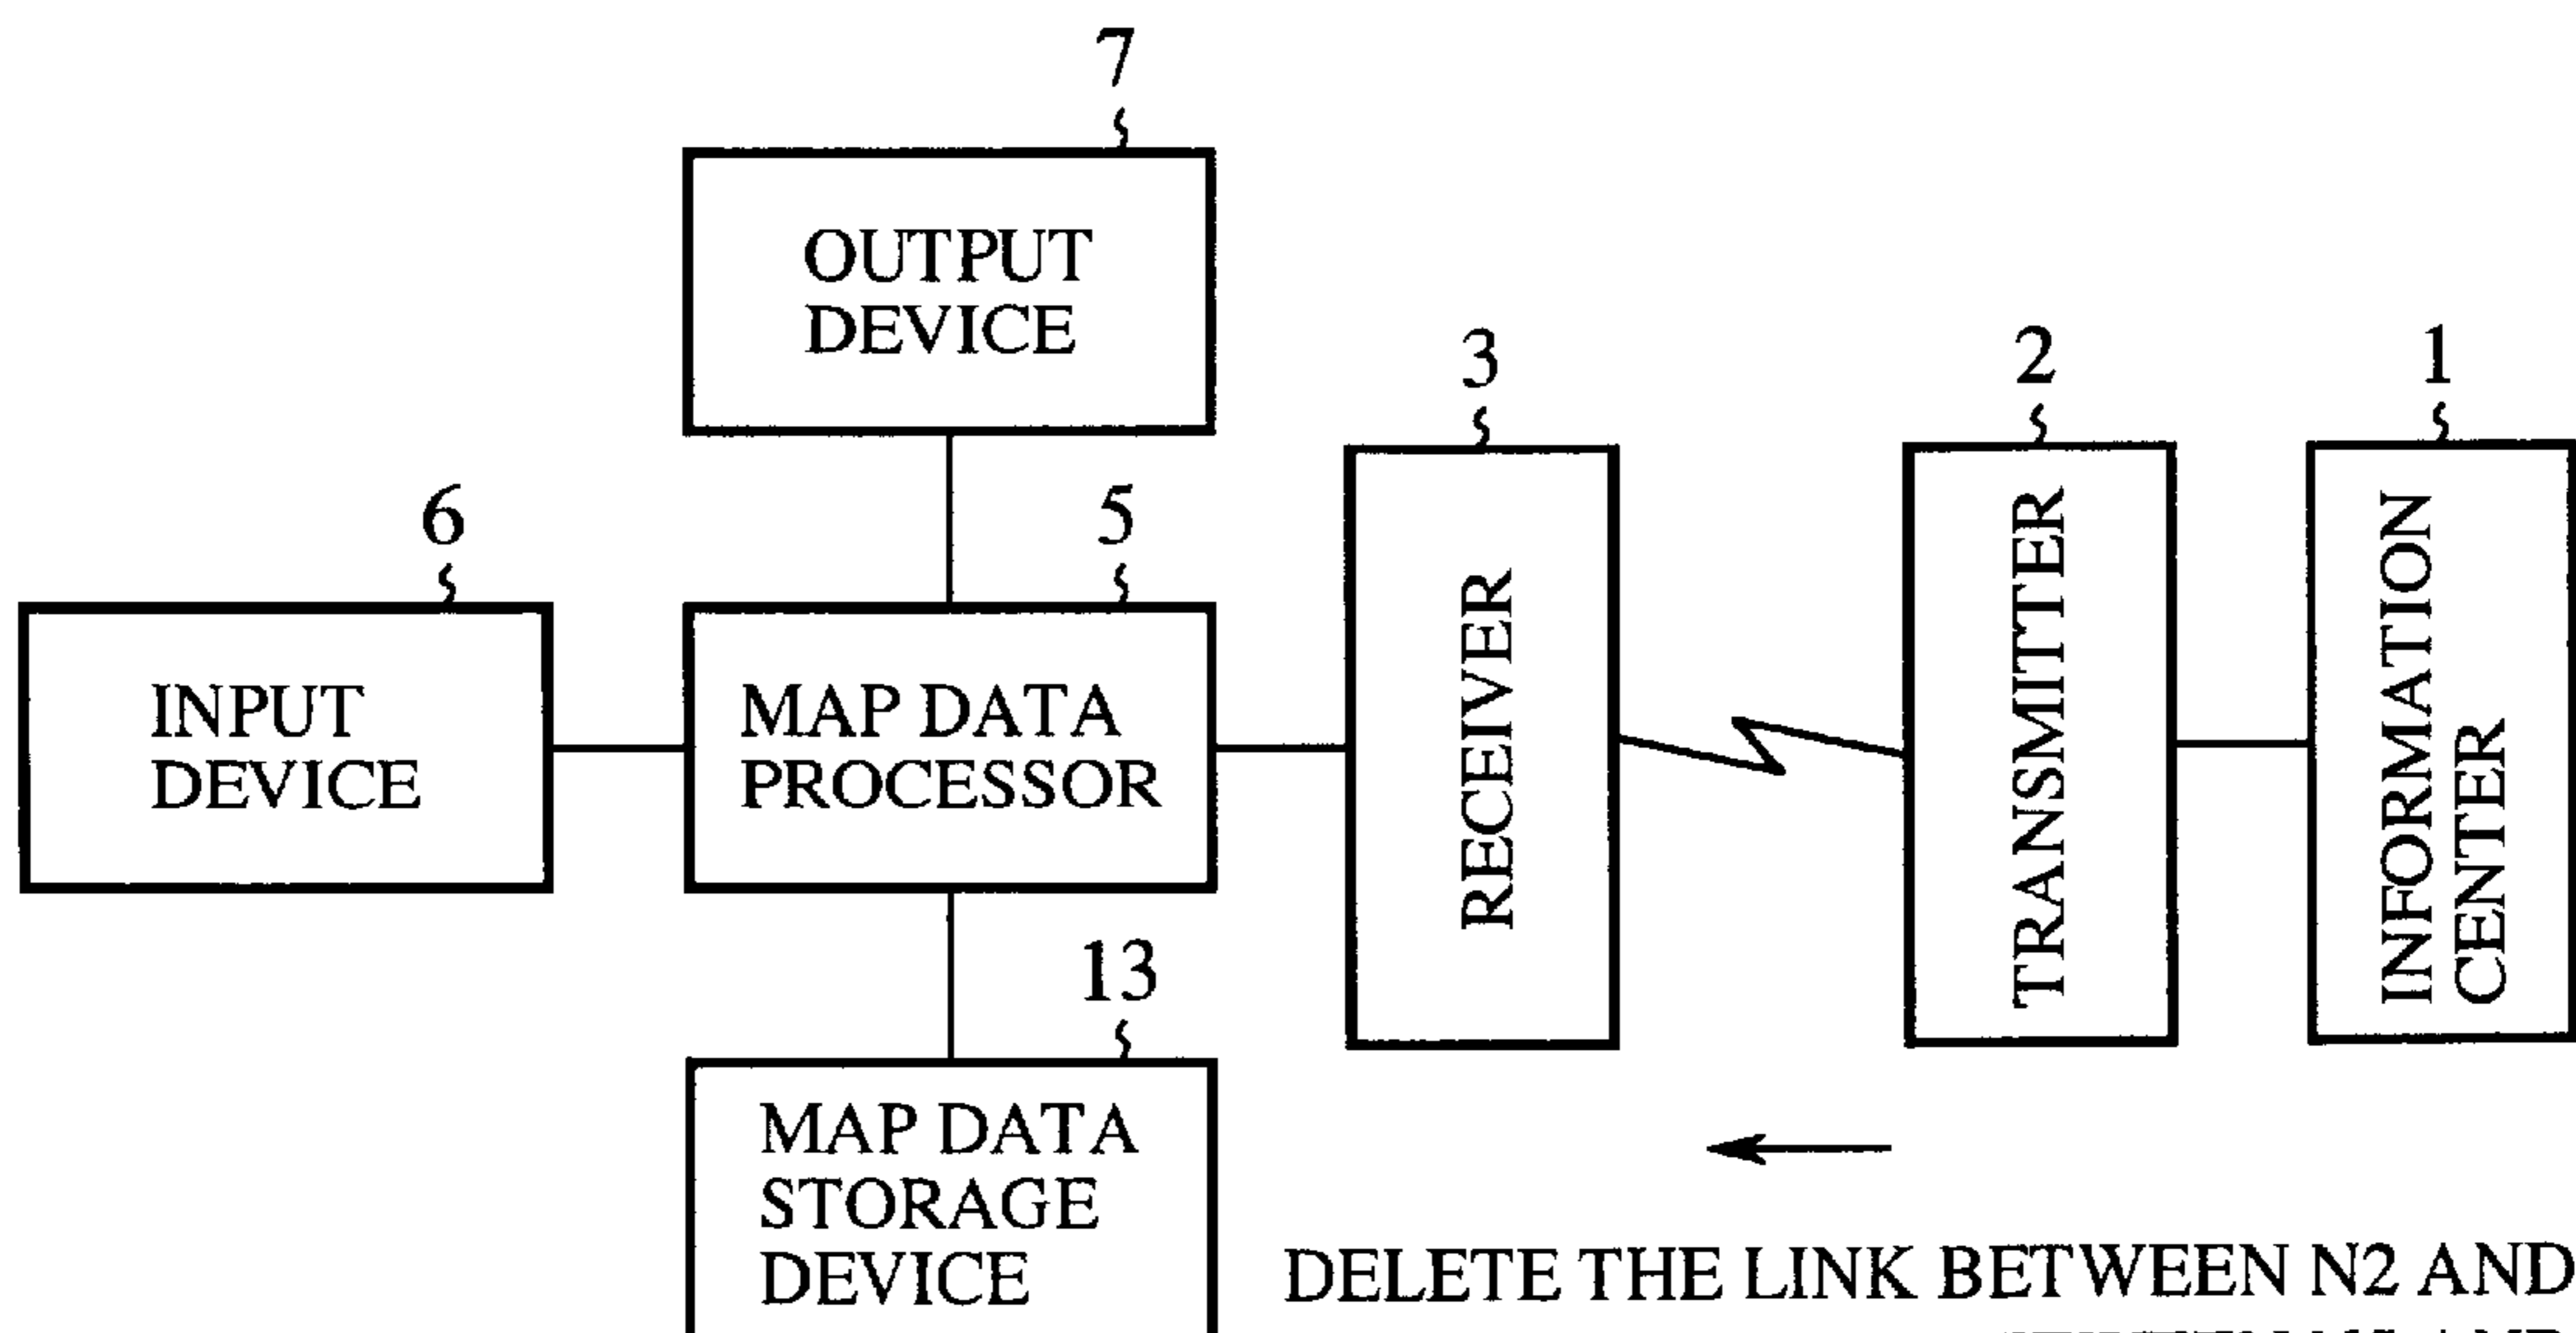 7
OUTPUT
DEVICE
3
2
1
6
5
INPUT
DEVICE
MAP DATA
PROCESSOR
RECEIVER
TRANSMITTER
INFORMATION
CENTER
13
MAP DATA
STORAGE
DEVICE
DELETE THE LINK BETWEEN N2 AND